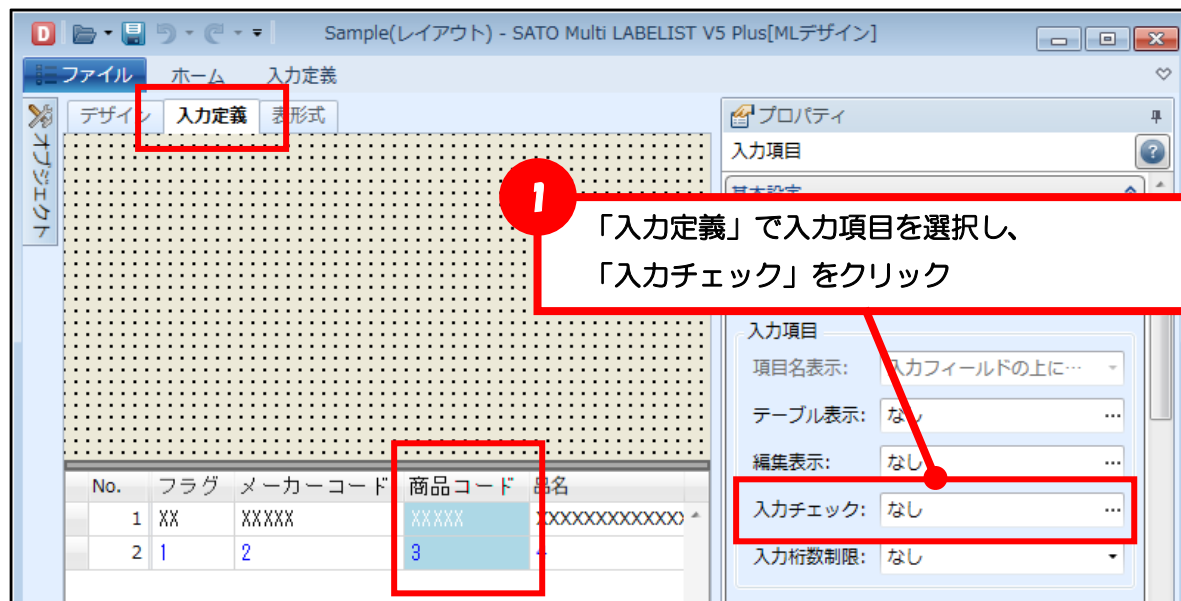 D
Sample(レイアウト) - SATO Multi LABELIST V5 Plus[MLデザイン]
ファイル ホーム 入力定義
オブジェクト
デザイン 入力定義 表形式
プロパティ
入力項目
?
基本設定
1
「入力定義」で入力項目を選択し、
「入力チェック」をクリック
入力項目
項目名表示: 入力フィールドの上に…
テーブル表示: なし ...
編集表示: なし ...
入力チェック: なし ...
入力桁数制限: なし
No. フラグ メーカーコード 商品コード 品名
1 XX XXXXX XXXXX XXXXXXXXXXXXX
2 1 2 3 4